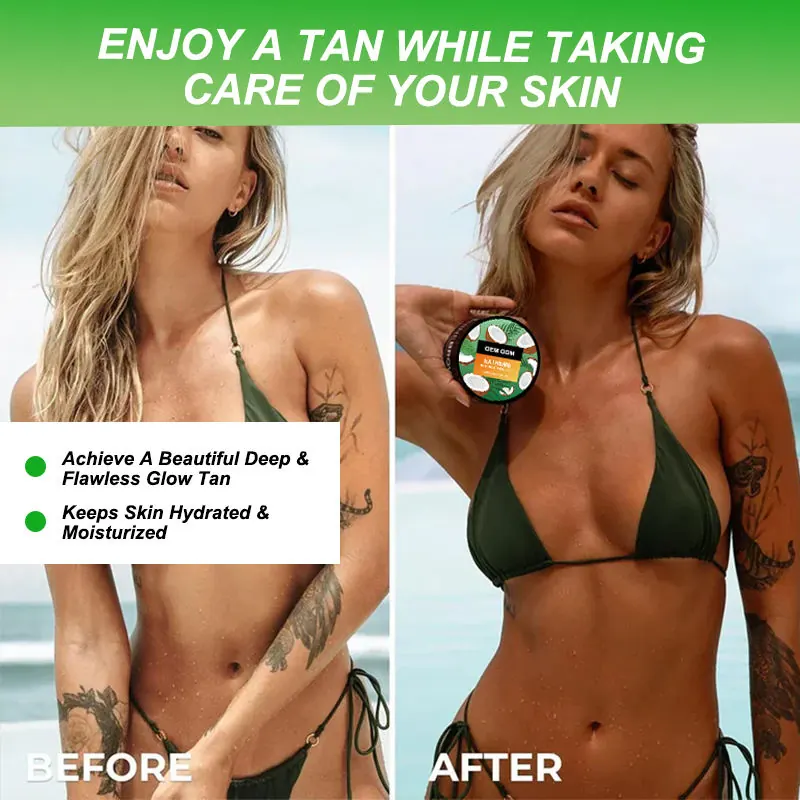 ENJOY A TAN WHILE TAKING
CARE OF YOUR SKIN
OEM ODM
Achieve A Beautiful Deep &
Flawless Glow Tan
Keeps Skin Hydrated &
Moisturized
BEFORE
AFTER